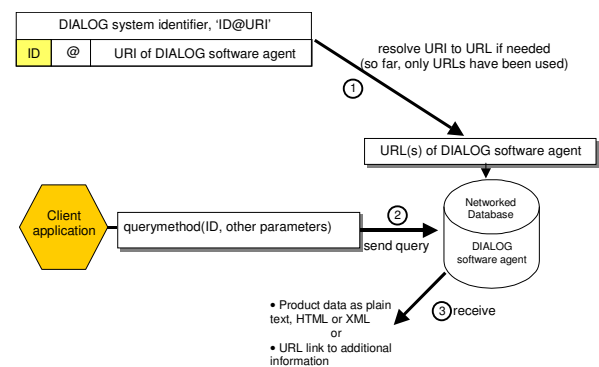 DIALOG system identifier, 'ID@URI'
ID @ URI of DIALOG software agent
resolve URI to URL if needed
(so far, only URLs have been used)
1
URL(s) of DIALOG software agent
Client
application
querymethod(ID, other parameters)
2
send query
Networked
Database
DIALOG
software agent
3 receive
• Product data as plain
text, HTML or XML
or
• URL link to additional
information